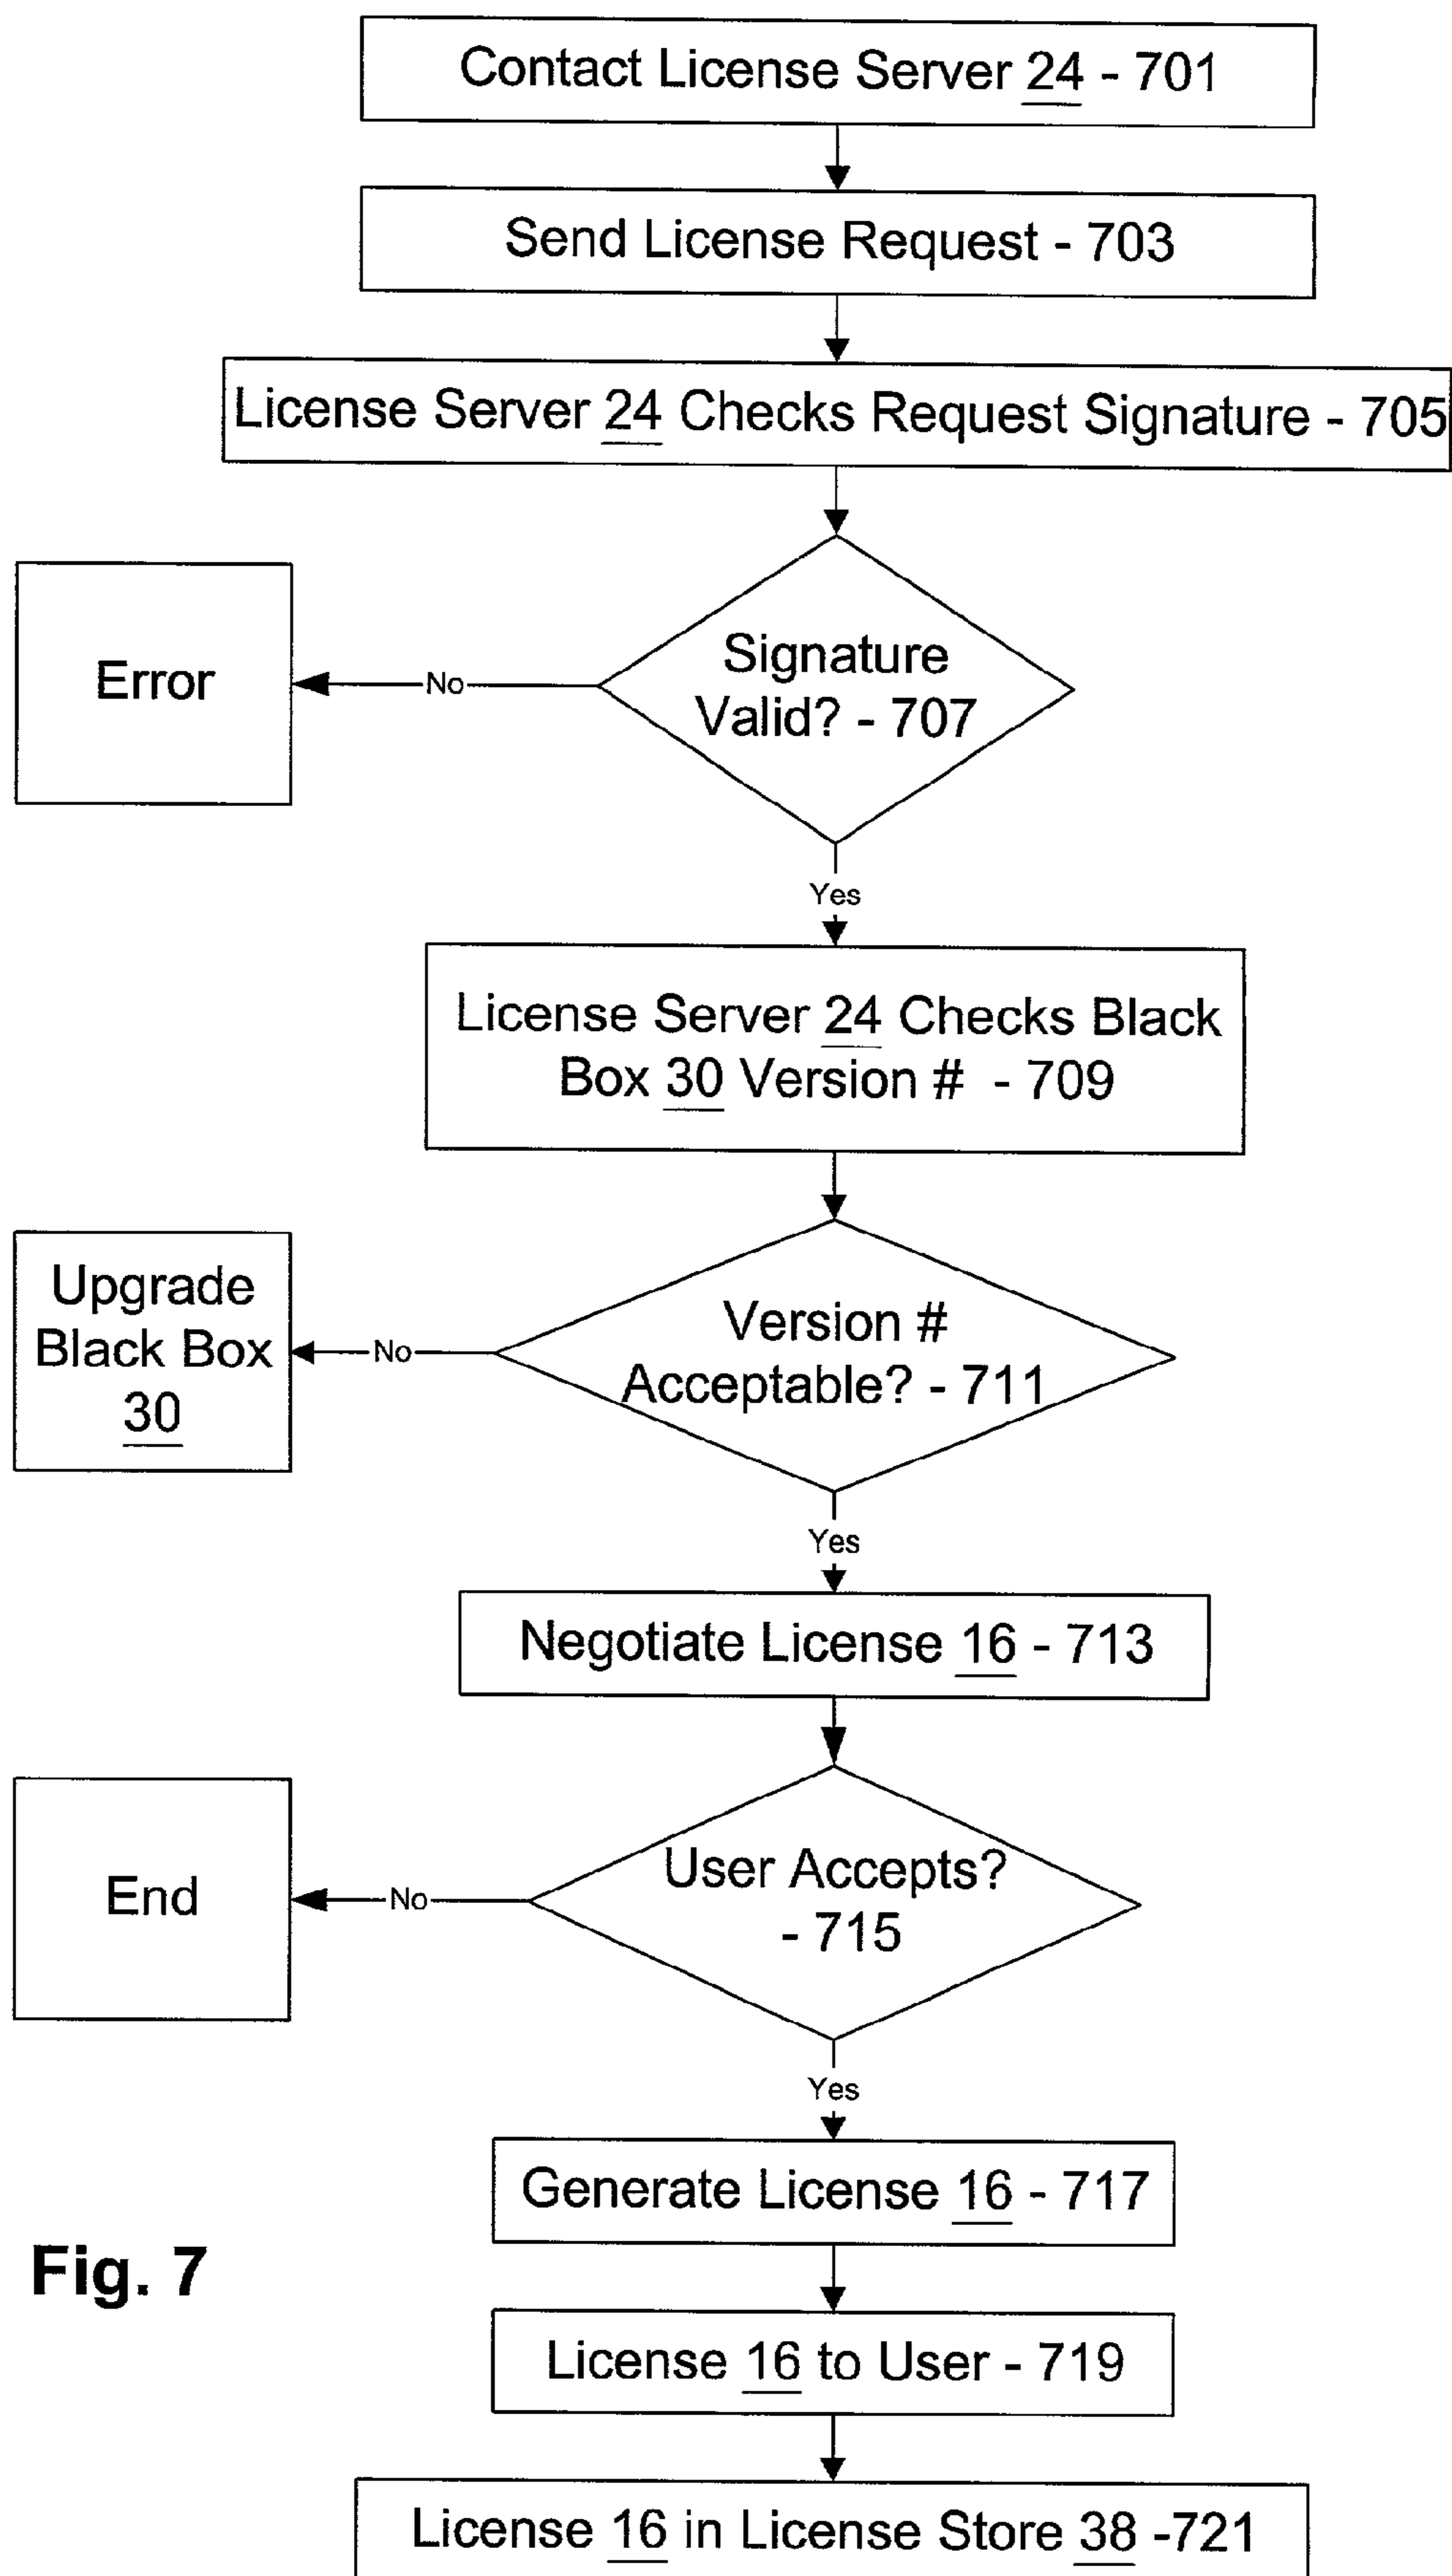 Contact License Server 24 - 701
Send License Request - 703
License Server 24 Checks Request Signature - 705
Signature
Valid? - 707
No
Error
Yes
License Server 24 Checks Black
Box 30 Version # - 709
Version #
Acceptable? - 711
No
Upgrade
Black Box
30
Yes
Negotiate License 16 - 713
User Accepts?
- 715
No
End
Yes
Generate License 16 - 717
Fig. 7
License 16 to User - 719
License 16 in License Store 38 -721